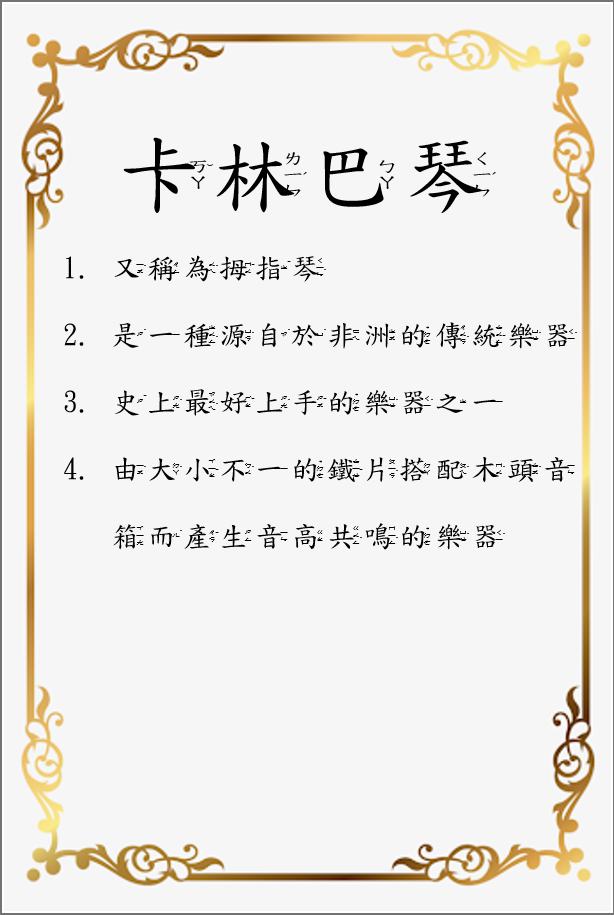 卡林巴琴
1. 又稱為拇指琴
2. 是一種源自於非洲的傳統樂器
3. 史上最好上手的樂器之一
4. 由大小不一的鐵片搭配木頭音
箱而產生音高共鳴的樂器